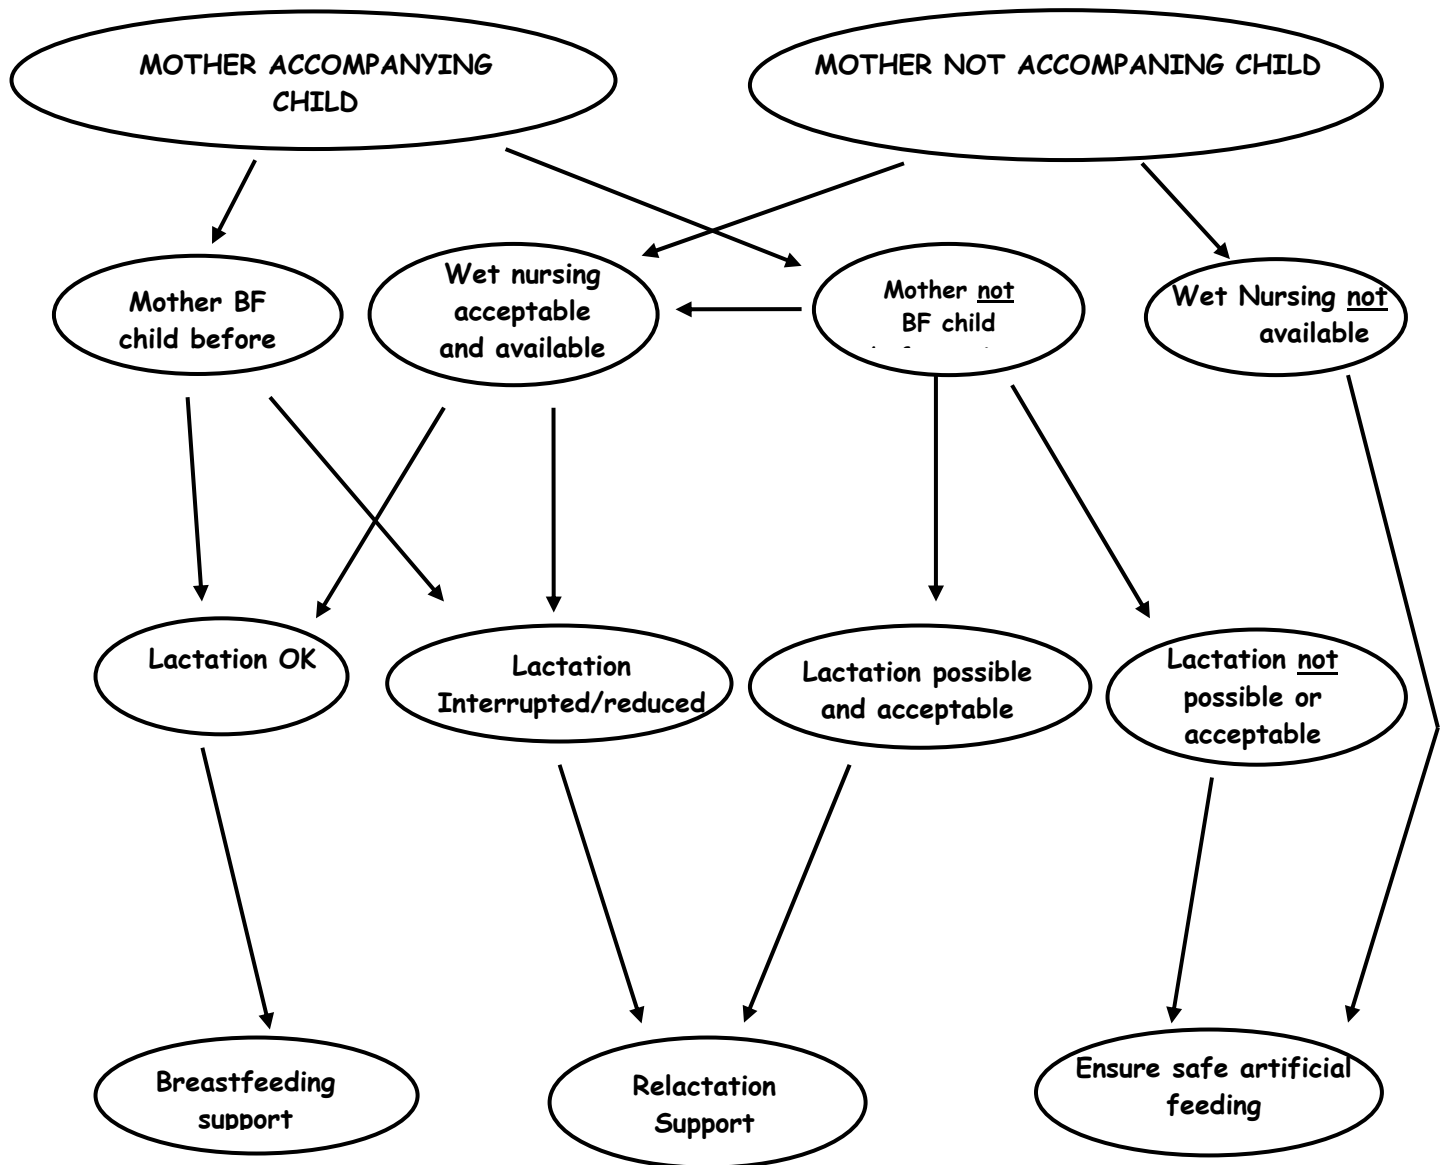 MOTHER ACCOMPANYING
CHILD
MOTHER NOT ACCOMPANING CHILD
Mother BF
child before
Wet nursing
acceptable
and available
Mother not
BF child
Wet Nursing not
available
Lactation OK
Lactation
Interrupted/reduced
Lactation possible
and acceptable
Lactation not
possible or
acceptable
Breastfeeding
support
Relactation
Support
Ensure safe artificial
feeding